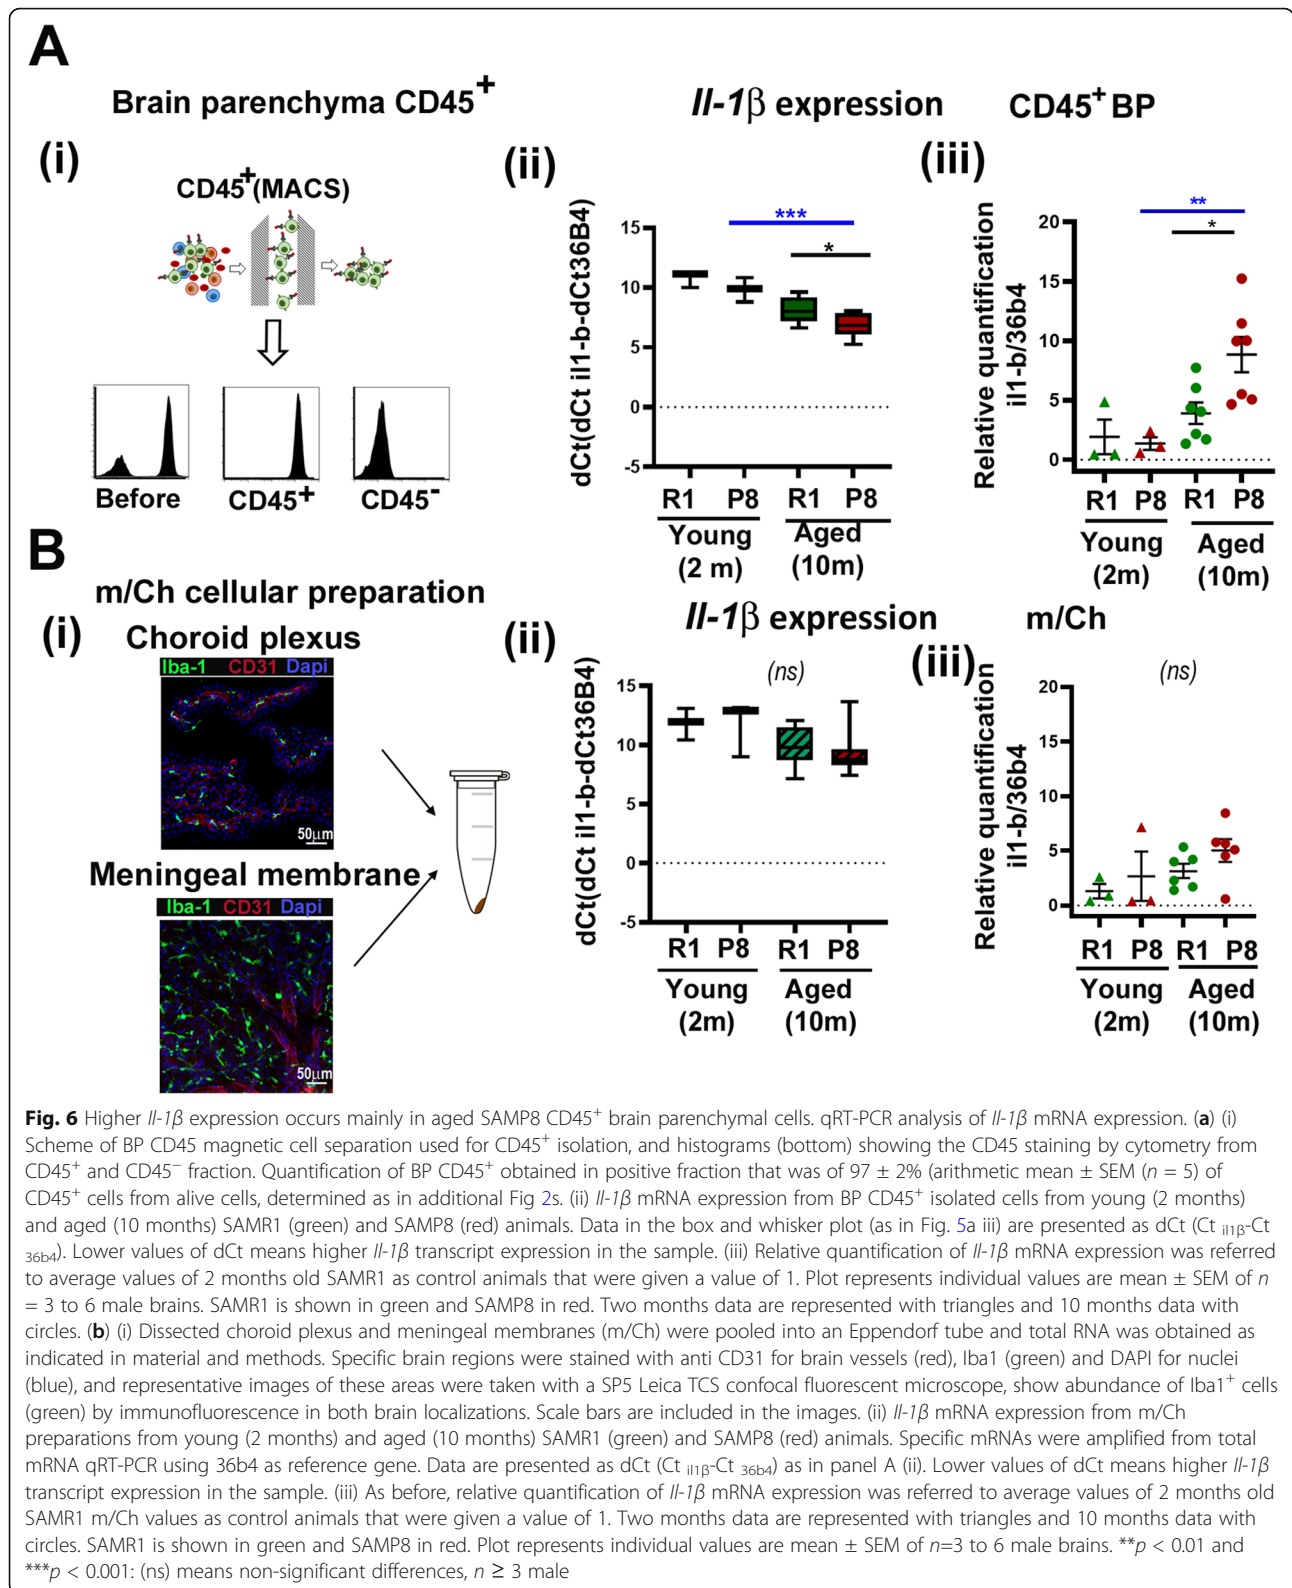 A
Brain parenchyma CD45+
Il-1β expression
CD45+ BP
(i)
CD45+(MACS)
Before
CD45+
CD45-
(ii)
dCt(dCt il1-b-dCt36B4)
15
10
5
0
-5
***
*
R1 P8 R1 P8
Young
(2 m)
Aged
(10m)
(iii)
Relative quantification
il1-b/36b4
20
15
10
5
0
**
*
R1 P8 R1 P8
Young
(2m)
Aged
(10m)
B
m/Ch cellular preparation
Il-1β expression
m/Ch
(i)
Choroid plexus
Iba-1 CD31 Dapi
50μm
Meningeal membrane
Iba-1 CD31 Dapi
50μm
(ii)
dCt(dCt il1-b-dCt36B4)
(ns)
15
10
5
0
-5
R1 P8 R1 P8
Young
(2m)
Aged
(10m)
(iii)
Relative quantification
il1-b/36b4
(ns)
20
15
10
5
0
R1 P8 R1 P8
Young
(2m)
Aged
(10m)
Fig. 6 Higher Il-1β expression occurs mainly in aged SAMP8 CD45+ brain parenchymal cells. qRT-PCR analysis of Il-1β mRNA expression. (a) (i)
Scheme of BP CD45 magnetic cell separation used for CD45+ isolation, and histograms (bottom) showing the CD45 staining by cytometry from
CD45+ and CD45− fraction. Quantification of BP CD45+ obtained in positive fraction that was of 97 ± 2% (arithmetic mean ± SEM (n = 5) of
CD45+ cells from alive cells, determined as in additional Fig 2s. (ii) Il-1β mRNA expression from BP CD45+ isolated cells from young (2 months)
and aged (10 months) SAMR1 (green) and SAMP8 (red) animals. Data in the box and whisker plot (as in Fig. 5a iii) are presented as dCt (Ct il1β-Ct
36b4). Lower values of dCt means higher Il-1β transcript expression in the sample. (iii) Relative quantification of Il-1β mRNA expression was referred
to average values of 2 months old SAMR1 as control animals that were given a value of 1. Plot represents individual values are mean ± SEM of n
= 3 to 6 male brains. SAMR1 is shown in green and SAMP8 in red. Two months data are represented with triangles and 10 months data with
circles. (b) (i) Dissected choroid plexus and meningeal membranes (m/Ch) were pooled into an Eppendorf tube and total RNA was obtained as
indicated in material and methods. Specific brain regions were stained with anti CD31 for brain vessels (red), Iba1 (green) and DAPI for nuclei
(blue), and representative images of these areas were taken with a SP5 Leica TCS confocal fluorescent microscope, show abundance of Iba1+ cells
(green) by immunofluorescence in both brain localizations. Scale bars are included in the images. (ii) Il-1β mRNA expression from m/Ch
preparations from young (2 months) and aged (10 months) SAMR1 (green) and SAMP8 (red) animals. Specific mRNAs were amplified from total
mRNA qRT-PCR using 36b4 as reference gene. Data are presented as dCt (Ct il1β-Ct 36b4) as in panel A (ii). Lower values of dCt means higher Il-1β
transcript expression in the sample. (iii) As before, relative quantification of Il-1β mRNA expression was referred to average values of 2 months old
SAMR1 m/Ch values as control animals that were given a value of 1. Two months data are represented with triangles and 10 months data with
circles. SAMR1 is shown in green and SAMP8 in red. Plot represents individual values are mean ± SEM of n=3 to 6 male brains. **p < 0.01 and
***p < 0.001: (ns) means non-significant differences, n ≥ 3 male